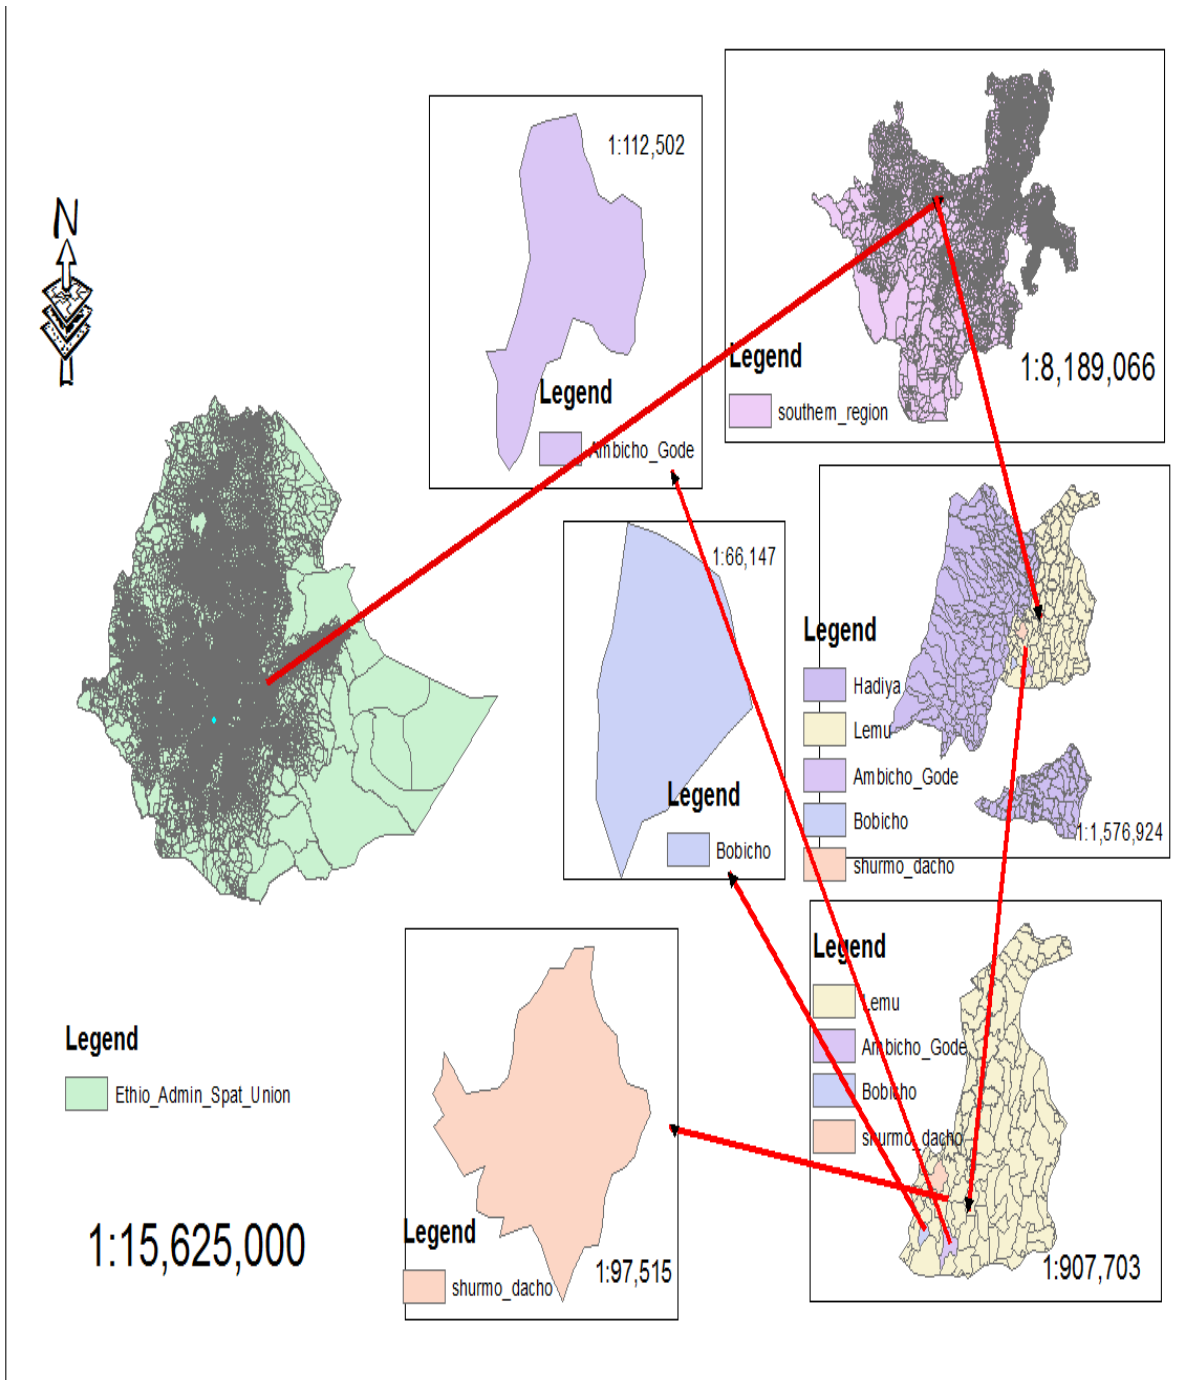 N
1:112,502
Legend
Ambicho_Gode
Legend
southern_region
1:8,189,066
1:66,147
Legend
Bobicho
Legend
Hadiya
Lemu
Ambicho_Gode
Bobicho
shurmo_dacho
1:1,576,924
Legend
Ethio_Admin_Spat_Union
1:15,625,000
Legend
shurmo_dacho
1:97,515
Legend
Lemu
Ambicho_Gode
Bobicho
shurmo_dacho
1:907,703